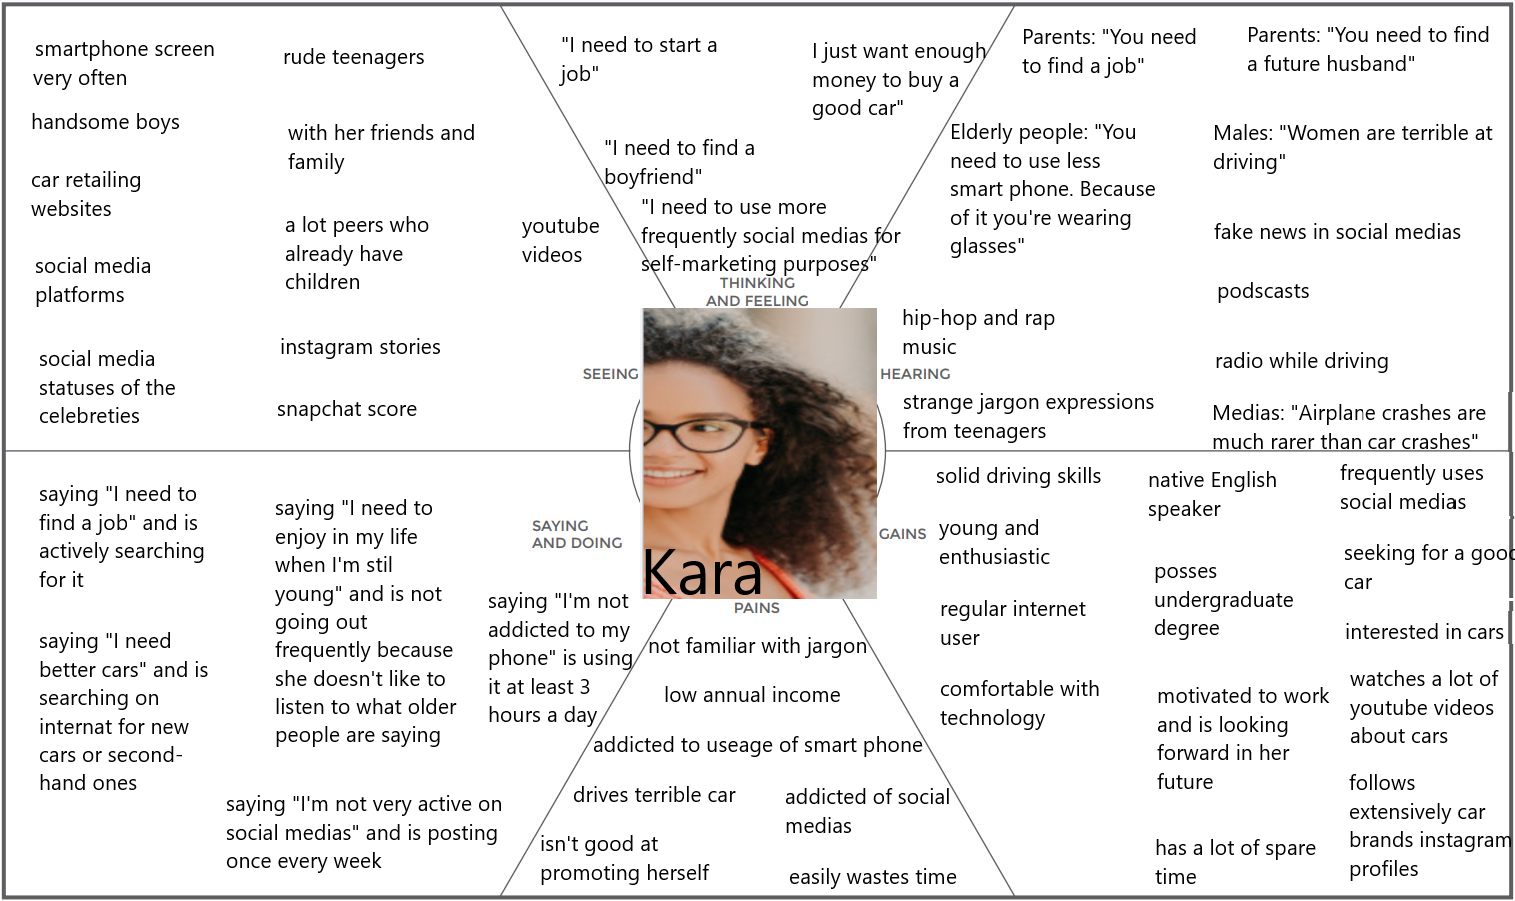 smartphone screen
very often
handsome boys
car retailing
websites
social media
platforms
social media
statuses of the
celebreties
rude teenagers
with her friends and
family
a lot peers who
already have
children
instagram stories
snapchat score
youtube
videos
SEEING
"I need to start a
job"
I just want enough
money to buy a
good car"
"I need to find a
boyfriend"
"I need to use more
frequently social medias for
self-marketing purposes"
THINKING
AND FEELING
Parents: "You need
to find a job"
Parents: "You need to find
a future husband"
Elderly people: "You
need to use less
smart phone. Because
of it you're wearing
glasses"
Males: "Women are terrible at
driving"
fake news in social medias
podscasts
hip-hop and rap
music
radio while driving
HEARING
strange jargon expressions
from teenagers
Medias: "Airplane crashes are
much rarer than car crashes"
saying "I need to
find a job" and is
actively searching
for it
saying "I need
better cars" and is
searching on
internat for new
cars or second-
hand ones
saying "I need to
enjoy in my life
when I'm stil
young" and is not
going out
frequently because
she doesn't like to
listen to what older
people are saying
SAYING
AND DOING
saying "I'm not
addicted to my
phone" is using
it at least 3
hours a day
saying "I'm not very active on
social medias" and is posting
once every week
Kara
PAINS
not familiar with jargon
low annual income
addicted to useage of smart phone
drives terrible car
addicted of social
medias
isn't good at
promoting herself
easily wastes time
GAINS
solid driving skills
young and
enthusiastic
regular internet
user
comfortable with
technology
native English
speaker
posses
undergraduate
degree
motivated to work
and is looking
forward in her
future
has a lot of spare
time
frequently uses
social medias
seeking for a good
car
interested in cars
watches a lot of
youtube videos
about cars
follows
extensively car
brands instagram
profiles